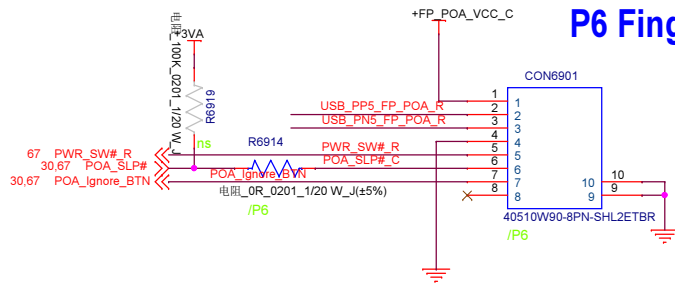 +FP_POA_VCC_C
P6 Fing
电阻_100K_0201_1/20 W_J
+3VA
R6919
ns
CON6901
1 1
USB_PP5_FP_POA_R 2 2
USB_PN5_FP_POA_R 3 3
4 4
67 PWR_SW#_R PWR_SW#_R 5 5
30,67 POA_SLP# R6914 POA_SLP#_C 6 6
30,67 POA_Ignore_BTN POA_Ignore_BTN 7 7
8 8
10 10
9 9
电阻_0R_0201_1/20 W_J(±5%)
/P6
40510W90-8PN-SHL2ETBR
/P6